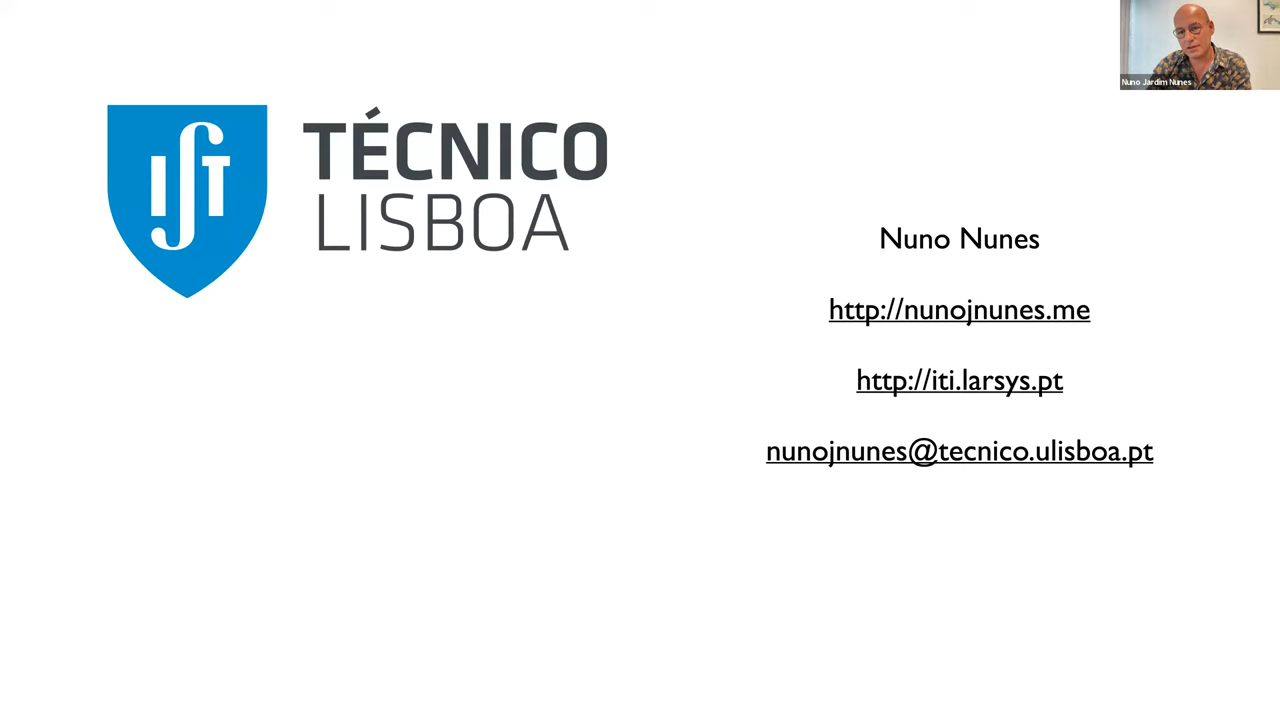 IST
TÉCNICO
LISBOA
Nuno Jardim Nunes
Nuno Nunes
http://nunojnunes.me
http://iti.larsys.pt
nunojnunes@tecnico.ulisboa.pt